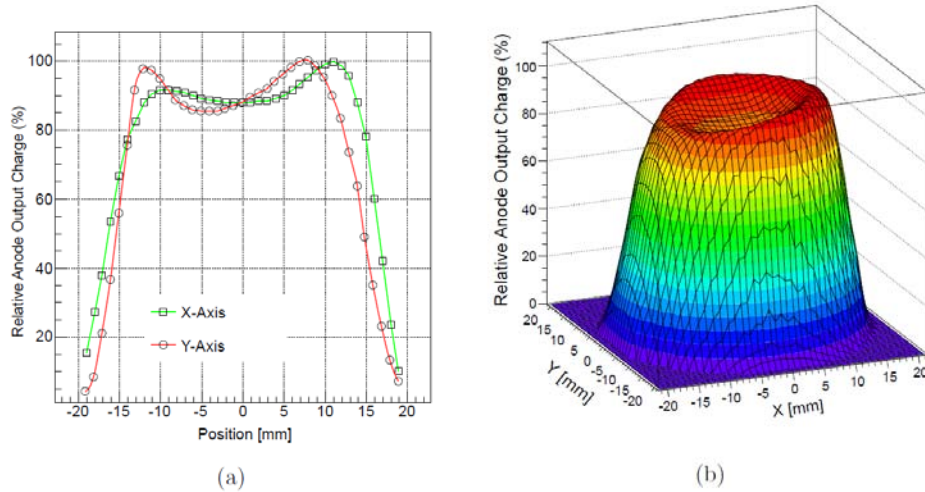 Relative Anode Output Charge (%)
100
80
60
40
20
X-Axis
Y-Axis
-20 -15 -10 -5 0 5 10 15 20
Position [mm]
(a)
Relative Anode Output Charge (%)
100
80
60
40
20
0
20 15 10 5 0 -5 -10 -15 -20
Y [mm]
-20 -15 -10 -5 0 5 10 15 20
X [mm]
(b)